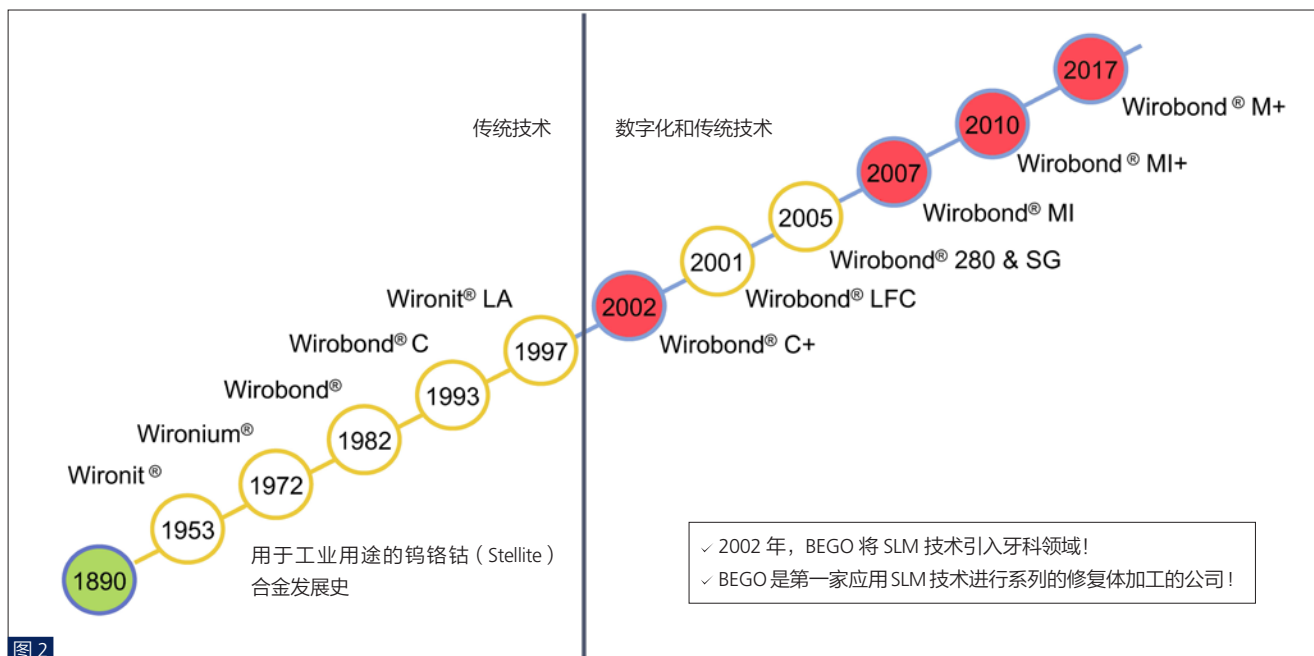 传统技术
数字化和传统技术
2017
Wirobond ® M+
2010
Wirobond ® MI+
2007
Wirobond® MI
2005
Wirobond® 280 & SG
2001
Wirobond® LFC
2002
Wirobond® C+
Wironit® LA
1997
Wirobond® C
1993
Wirobond®
1982
Wironium®
1972
Wironit ®
1953
1890
用于工业用途的钨铬钴（Stellite）
合金发展史
✓ 2002 年，BEGO 将 SLM 技术引入牙科领域！
✓ BEGO 是第一家应用 SLM 技术进行系列的修复体加工的公司！
图 2